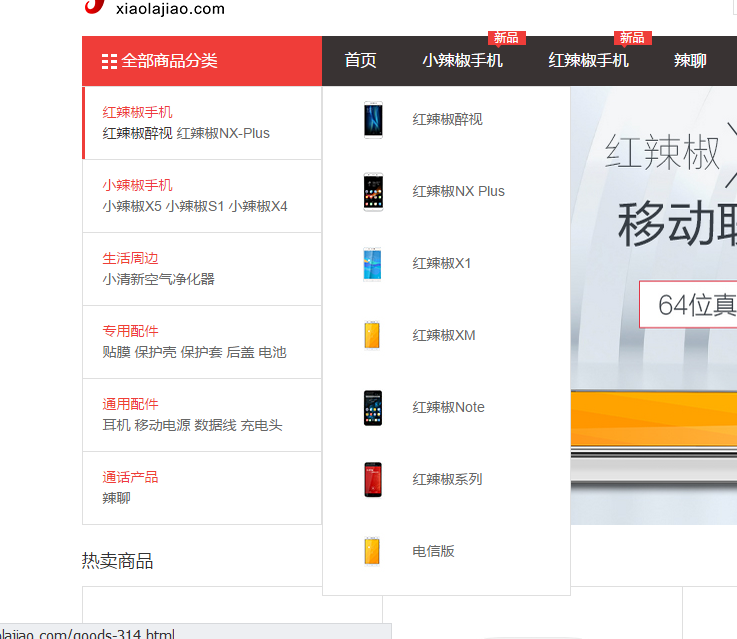 xiaolajiao.com
新品 新品
全部商品分类 首页 小辣椒手机 红辣椒手机 辣聊
红辣椒手机
红辣椒醉视 红辣椒NX-Plus
小辣椒手机
小辣椒X5 小辣椒S1 小辣椒X4
生活周边
小清新空气净化器
专用配件
贴膜 保护壳 保护套 后盖 电池
通用配件
耳机 移动电源 数据线 充电头
通话产品
辣聊
红辣椒醉视
红辣椒NX Plus
红辣椒X1
红辣椒XM
红辣椒Note
红辣椒系列
电信版
红辣椒
移动
64位真
热卖商品
olajiao.com/goods-314.html